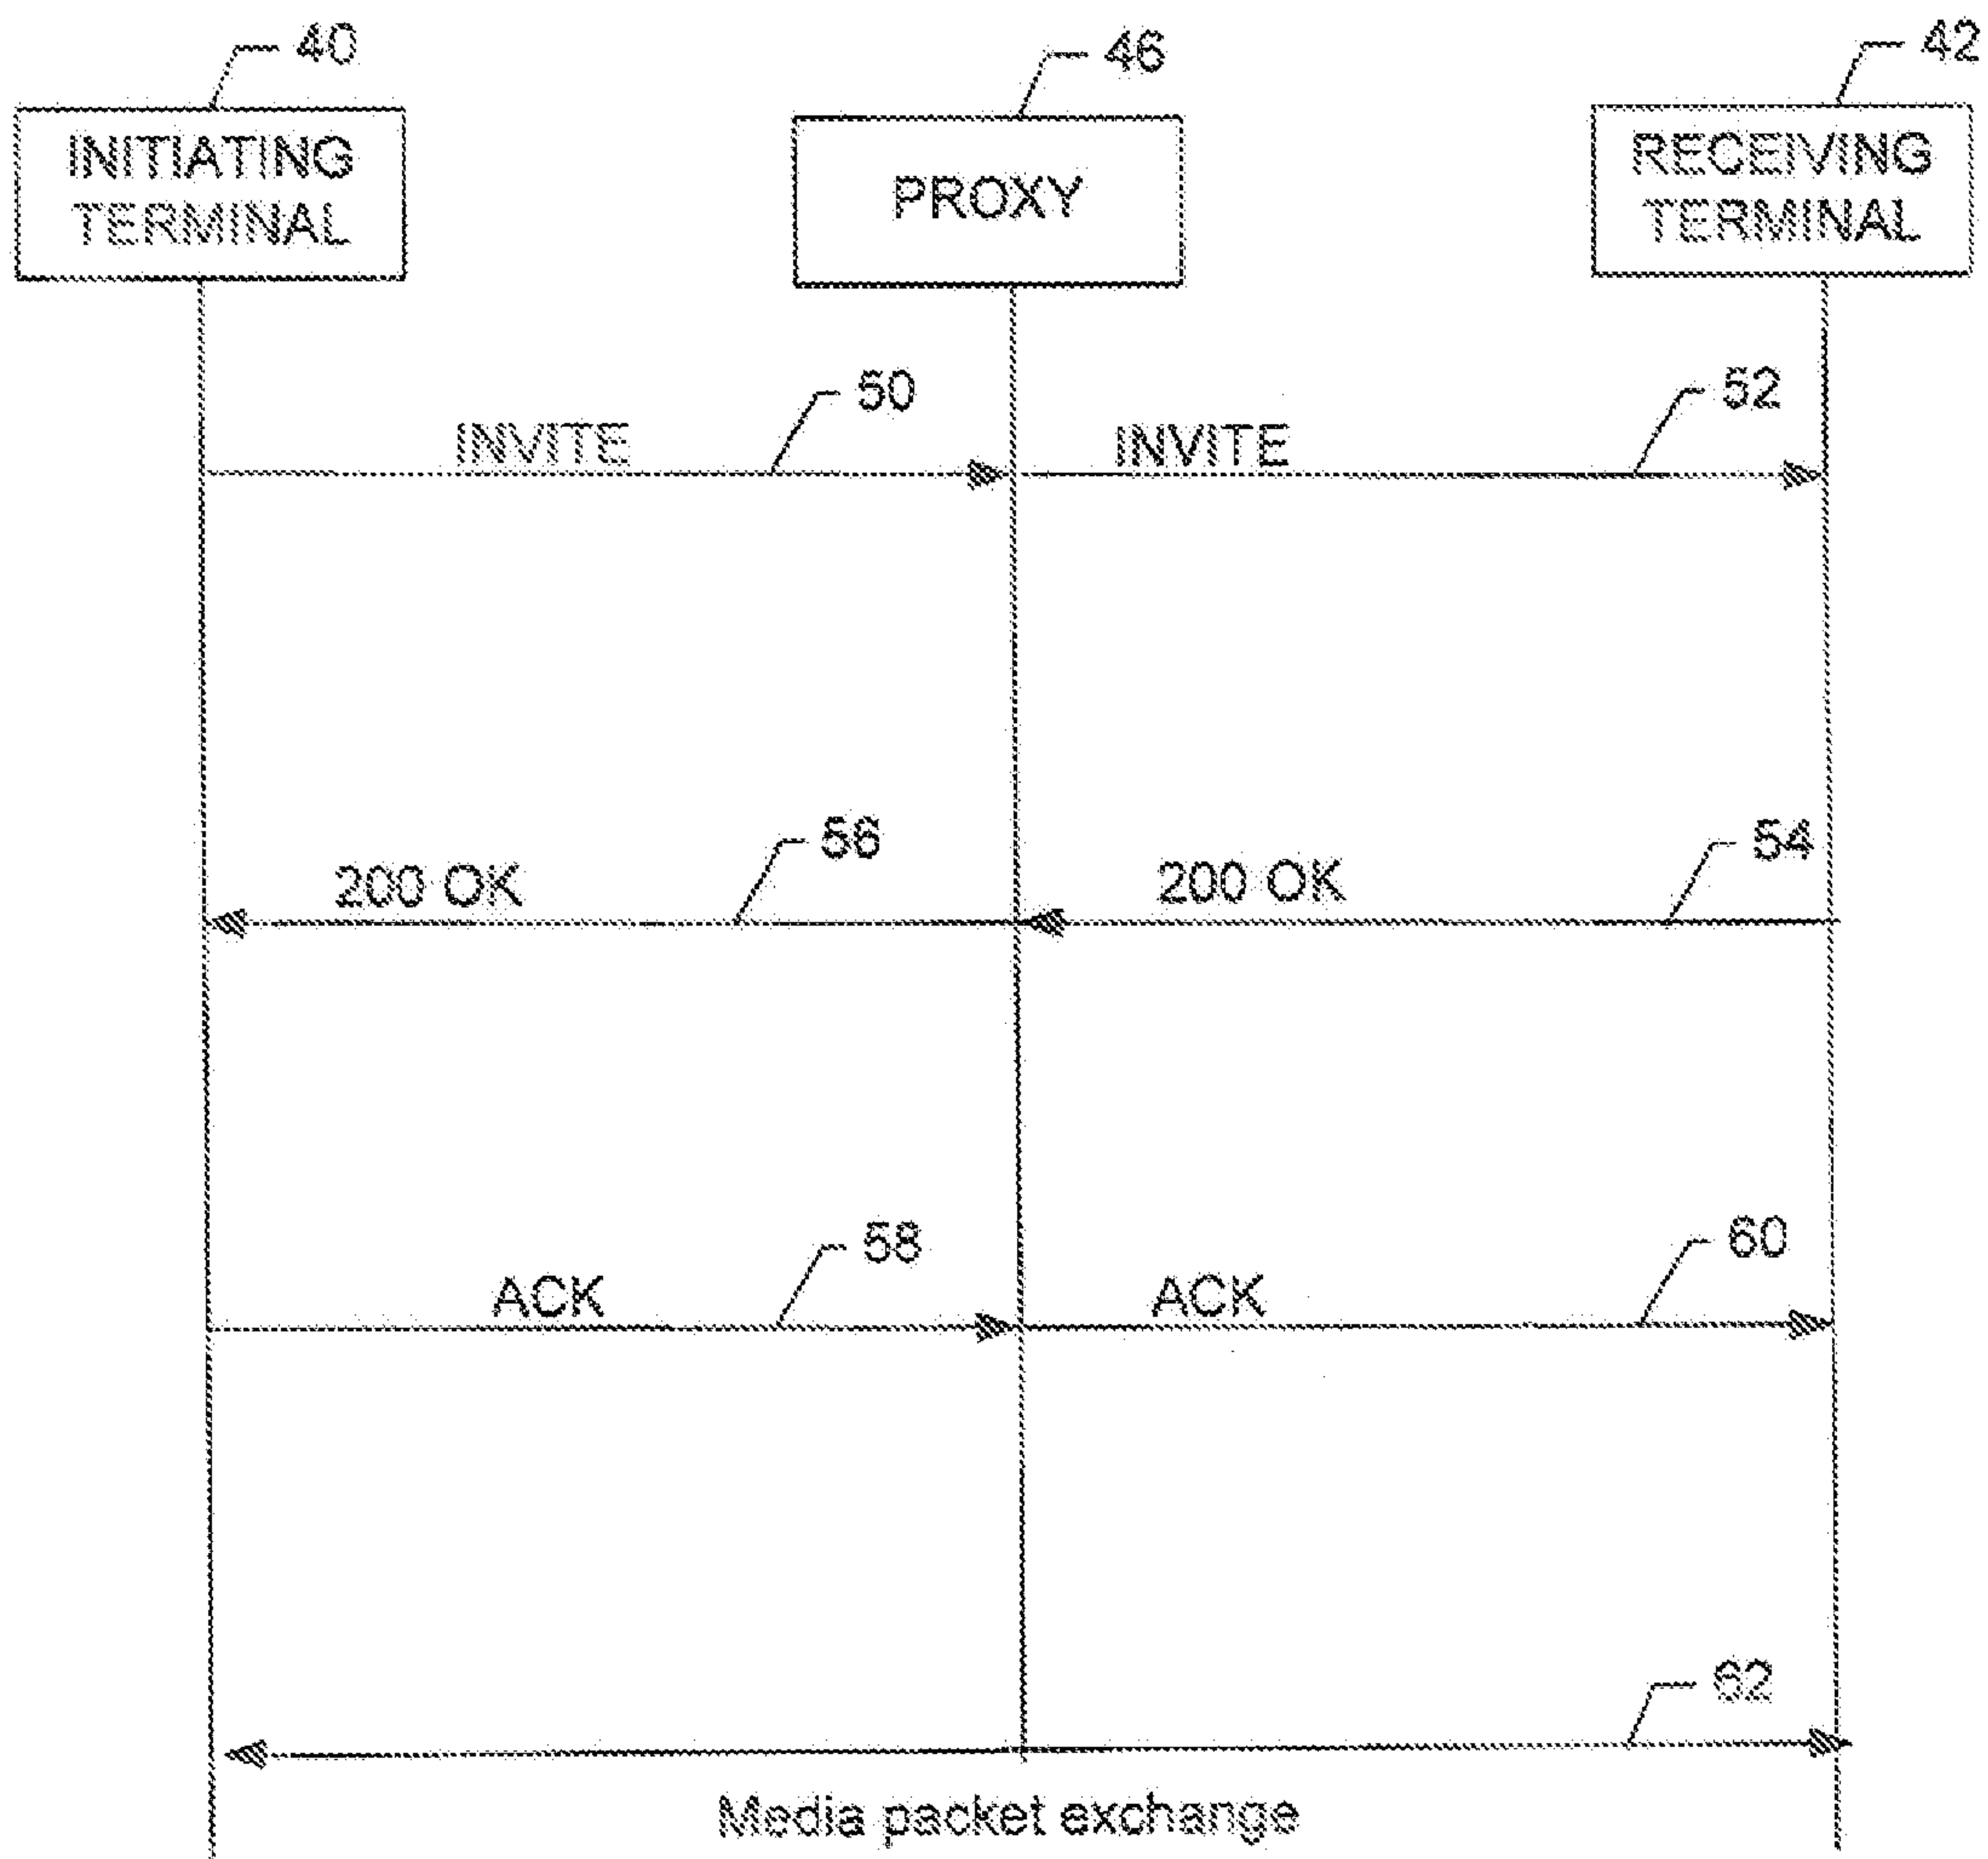 40
46
42
INITIATING
TERMINAL
PROXY
RECEIVING
TERMINAL
50
52
INVITE
INVITE
56
54
200 OK
200 OK
58
60
ACK
ACK
62
Media packet exchange